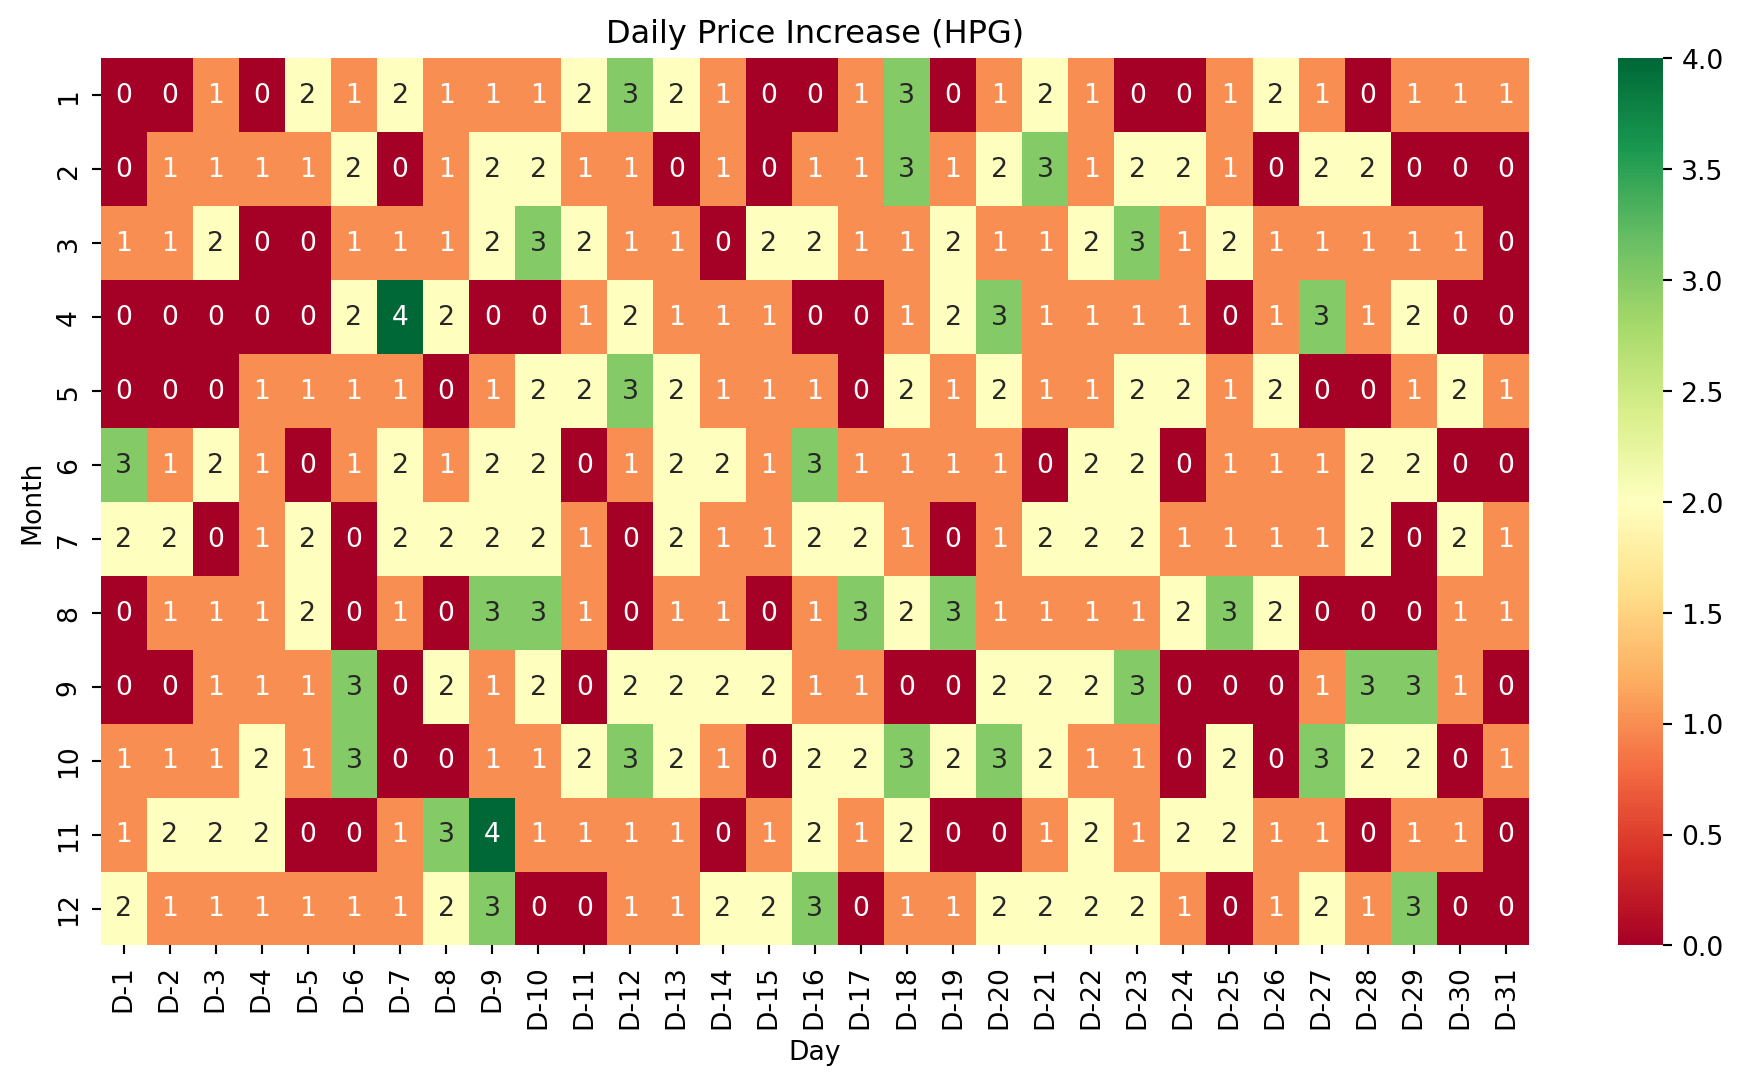 Daily Price Increase (HPG)
1 0 0 1 0 2 1 2 1 1 1 2 3 2 1 0 0 1 3 0 1 2 1 0 0 1 2 1 0 1 1 1
2 0 1 1 1 1 2 0 1 2 2 1 1 0 1 0 1 1 3 1 2 3 1 2 2 1 0 2 2 0 0 0
3 1 1 2 0 0 1 1 1 2 3 2 1 1 0 2 2 1 1 2 1 1 2 3 1 2 1 1 1 1 1 0
4 0 0 0 0 0 2 4 2 0 0 1 2 1 1 1 0 0 1 2 3 1 1 1 1 0 1 3 1 2 0 0
5 0 0 0 1 1 1 1 0 1 2 2 3 2 1 1 1 0 2 1 2 1 1 2 2 1 2 0 0 1 2 1
6 3 1 2 1 0 1 2 1 2 2 0 1 2 2 1 3 1 1 1 1 0 2 2 0 1 1 1 2 2 0 0
7 2 2 0 1 2 0 2 2 2 2 1 0 2 1 1 2 2 1 0 1 2 2 2 1 1 1 1 2 0 2 1
8 0 1 1 1 2 0 1 0 3 3 1 0 1 1 0 1 3 2 3 1 1 1 1 2 3 2 0 0 0 1 1
9 0 0 1 1 1 3 0 2 1 2 0 2 2 2 2 1 1 0 0 2 2 2 3 0 0 0 1 3 3 1 0
10 1 1 1 2 1 3 0 0 1 1 2 3 2 1 0 2 2 3 2 3 2 1 1 0 2 0 3 2 2 0 1
11 1 2 2 2 0 0 1 3 4 1 1 1 1 0 1 2 1 2 0 0 1 2 1 2 2 1 1 0 1 1 0
12 2 1 1 1 1 1 1 2 3 0 0 1 1 2 2 3 0 1 1 2 2 2 2 1 0 1 2 1 3 0 0
Month
D-1 D-2 D-3 D-4 D-5 D-6 D-7 D-8 D-9 D-10 D-11 D-12 D-13 D-14 D-15 D-16 D-17 D-18 D-19 D-20 D-21 D-22 D-23 D-24 D-25 D-26 D-27 D-28 D-29 D-30 D-31
Day
4.0
3.5
3.0
2.5
2.0
1.5
1.0
0.5
0.0